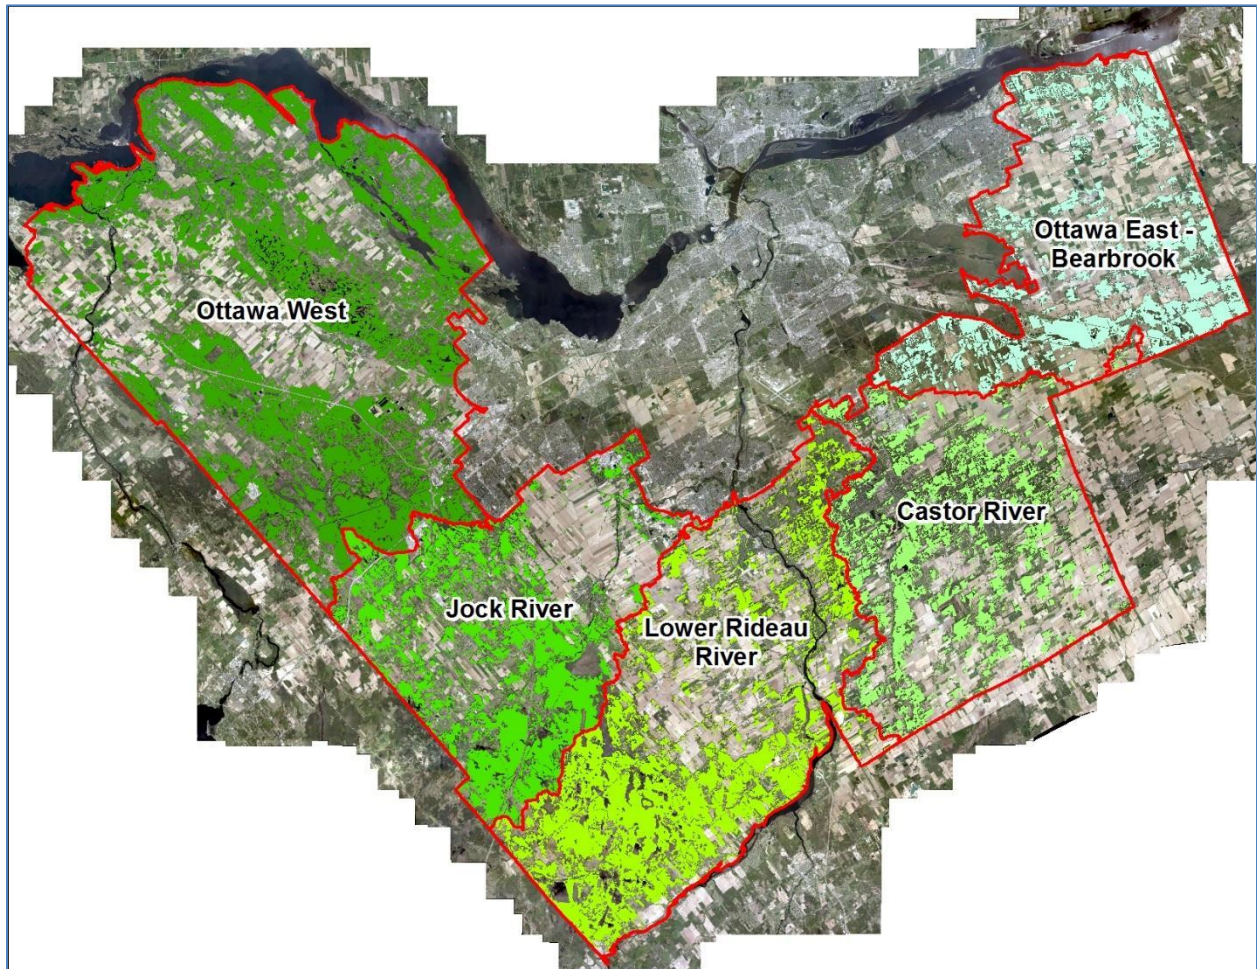 Ottawa West
Ottawa East -
Bearbrook
Castor River
Jock River
Lower Rideau
River